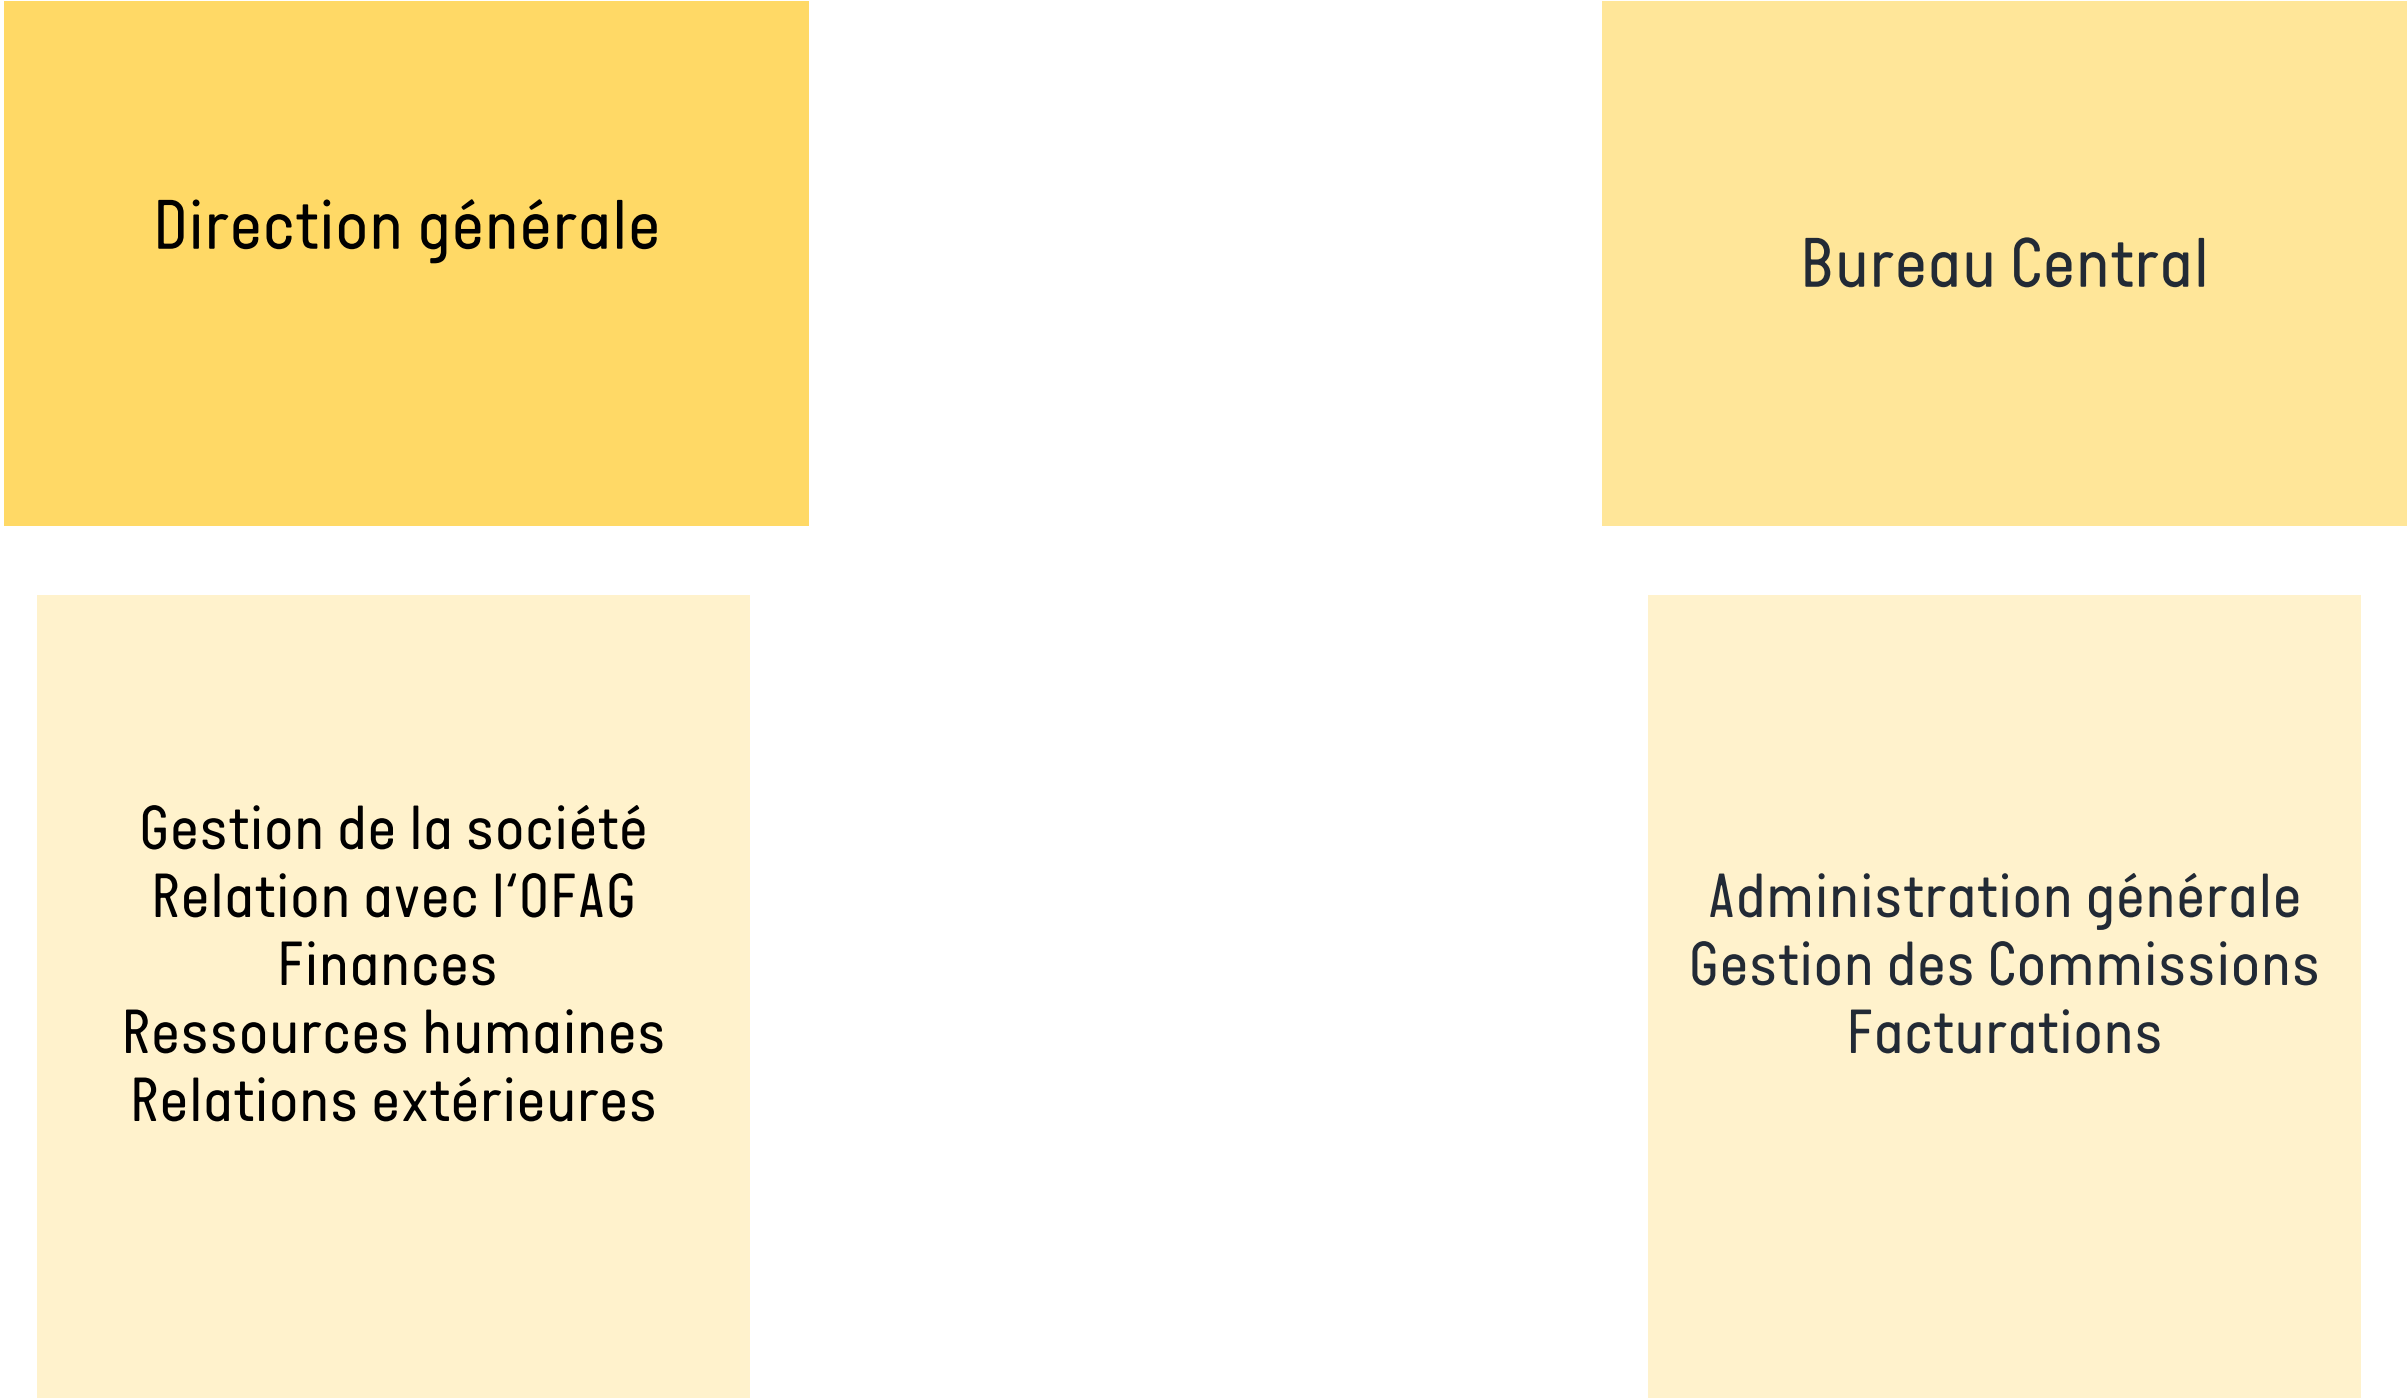 Direction générale
Bureau Central
Gestion de la société
Relation avec l‘OFAG
Finances
Ressources humaines
Relations extérieures
Administration générale
Gestion des Commissions
Facturations